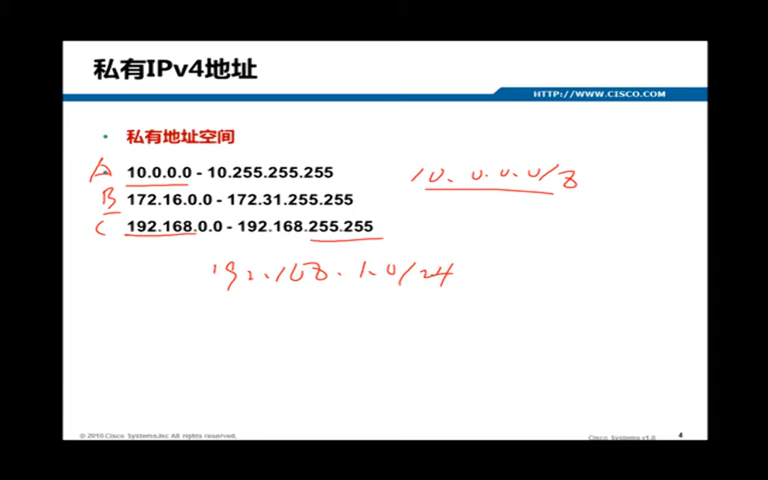 私有IPv4地址
HTTP://WWW.CISCO.COM
• 私有地址空间
A 10.0.0.0 - 10.255.255.255 10.0.0.0/8
B 172.16.0.0 - 172.31.255.255
C 192.168.0.0 - 192.168.255.255
192.168.1.0/24
© 2010 Cisco Systems,Inc All rights reserved.
Cisco Systems v1.0
4